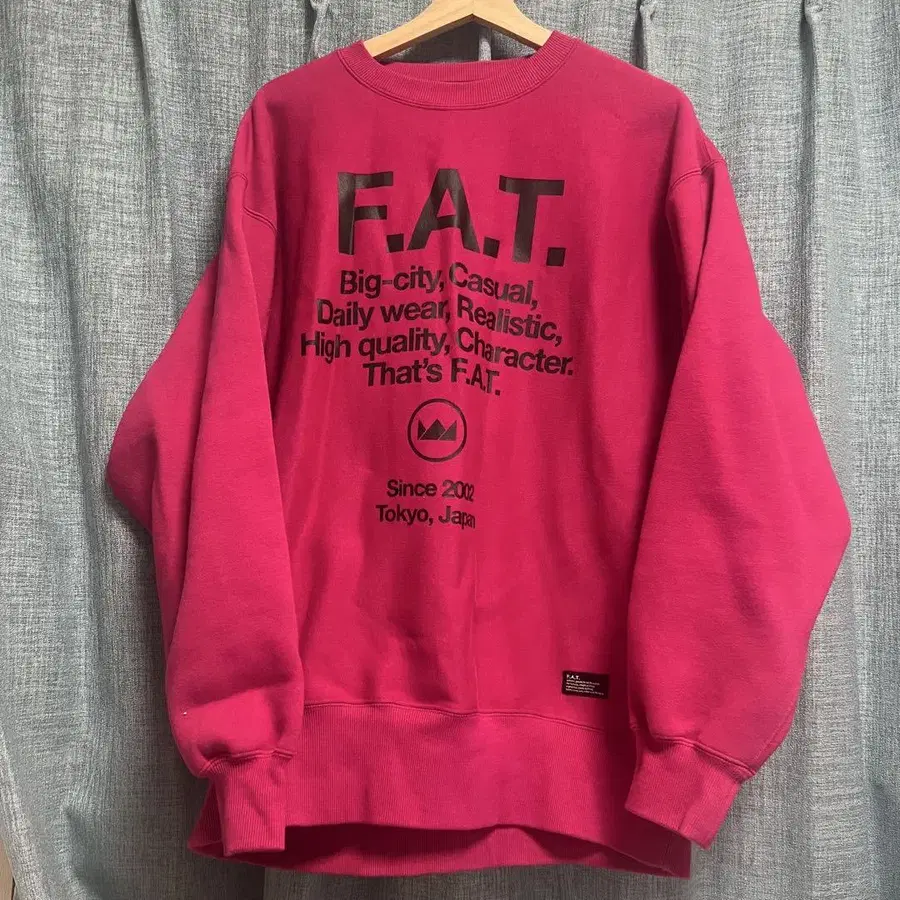 F.A.T.
Big-city, Casual,
Daily wear, Realistic,
High quality, Character.
That's F.A.T.
Since 2002
Tokyo, Japan
F.A.T.